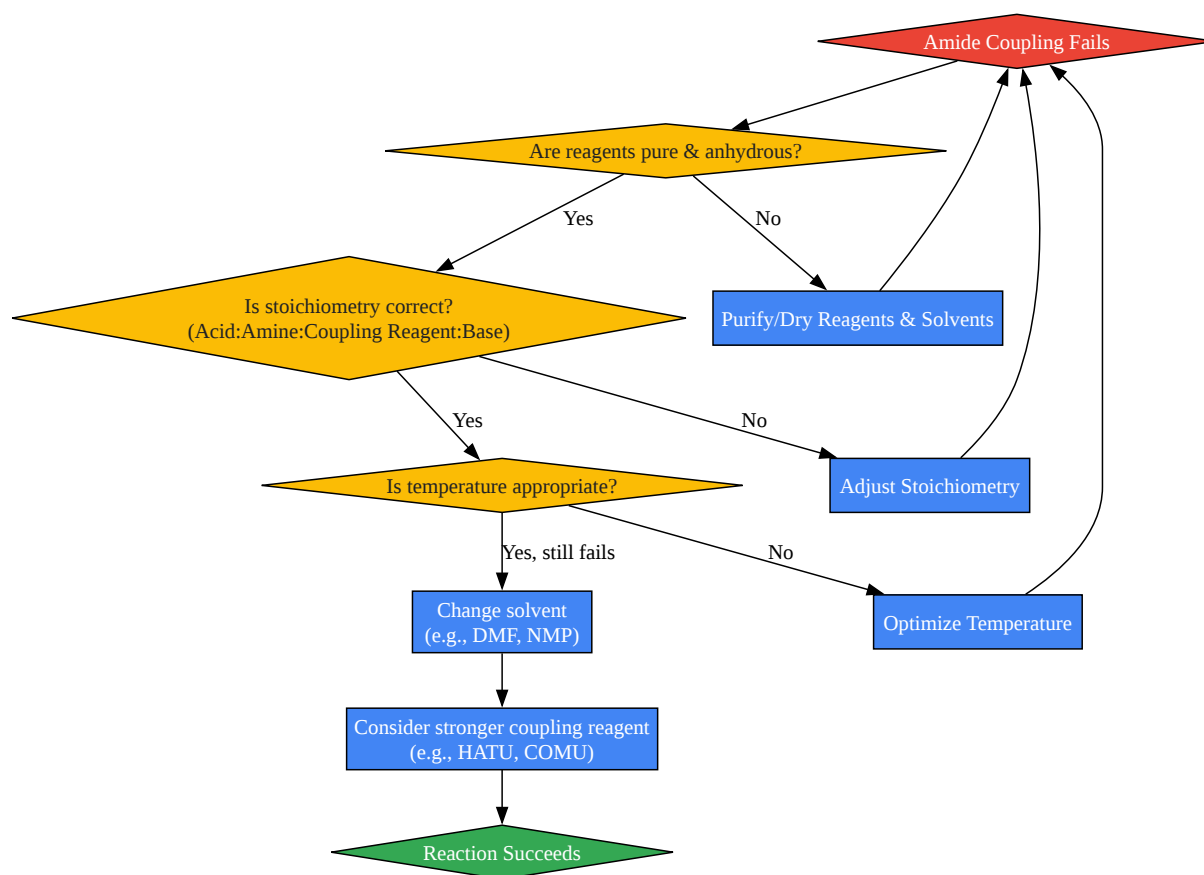 Amide Coupling Fails
Are reagents pure & anhydrous?
Yes
No
Is stoichiometry correct?
(Acid:Amine:Coupling Reagent:Base)
Purify/Dry Reagents & Solvents
Yes
No
Is temperature appropriate?
Adjust Stoichiometry
Yes, still fails
No
Change solvent
(e.g., DMF, NMP)
Optimize Temperature
Consider stronger coupling reagent
(e.g., HATU, COMU)
Reaction Succeeds